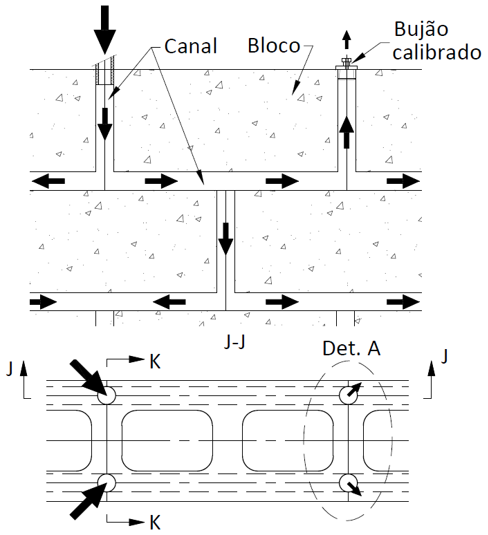 Canal
Bloco
Bujão
calibrado
J-J
Det. A
J
K
J
K